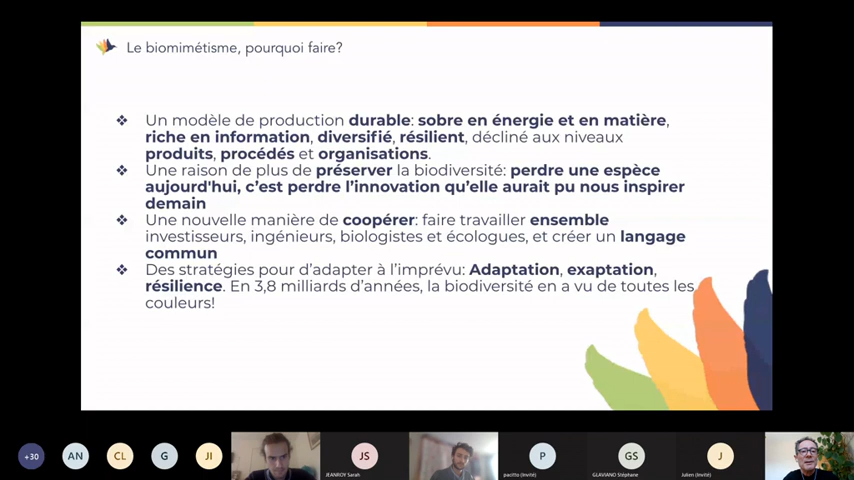 Le biomimétisme, pourquoi faire?
❖ Un modèle de production durable: sobre en énergie et en matière,
riche en information, diversifié, résilient, décliné aux niveaux
produits, procédés et organisations.
❖ Une raison de plus de préserver la biodiversité: perdre une espèce
aujourd'hui, c’est perdre l’innovation qu’elle aurait pu nous inspirer
demain
❖ Une nouvelle manière de coopérer: faire travailler ensemble
investisseurs, ingénieurs, biologistes et écologues, et créer un langage
commun
❖ Des stratégies pour d’adapter à l’imprévu: Adaptation, exaptation,
résilience. En 3,8 milliards d’années, la biodiversité en a vu de toutes les
couleurs!
+30 AN CL G JI JS P GS J
JEANROY Sarah pacitto (Invité) GLAVIANO Stéphane Julien (Invité)